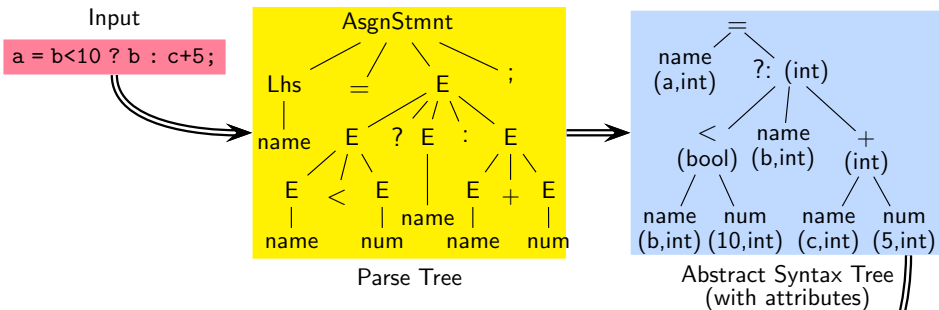 Input
a = b<10 ? b : c+5;
AsgnStmnt
Lhs = E ;
name E ? E : E
E < E name E + E
name num name num
Parse Tree
=
name ?: (int)
(a,int)
< name +
(bool) (b,int) (int)
name num name num
(b,int) (10,int) (c,int) (5,int)
Abstract Syntax Tree
(with attributes)